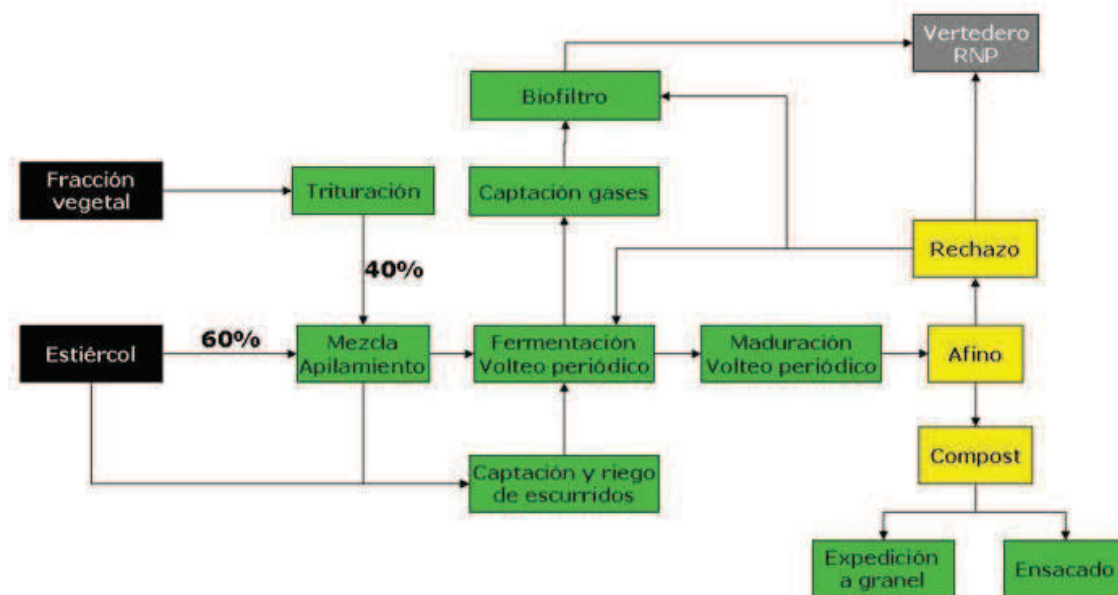 Vertedero
RNP
Biofiltro
Fracción
vegetal
Trituración
Captación gases
40%
Rechazo
Estiércol
60%
Mezcla
Apilamiento
Fermentación
Volteo periódico
Maduración
Volteo periódico
Afino
Compost
Captación y riego
de escurridos
Expedición
a granel
Ensacado